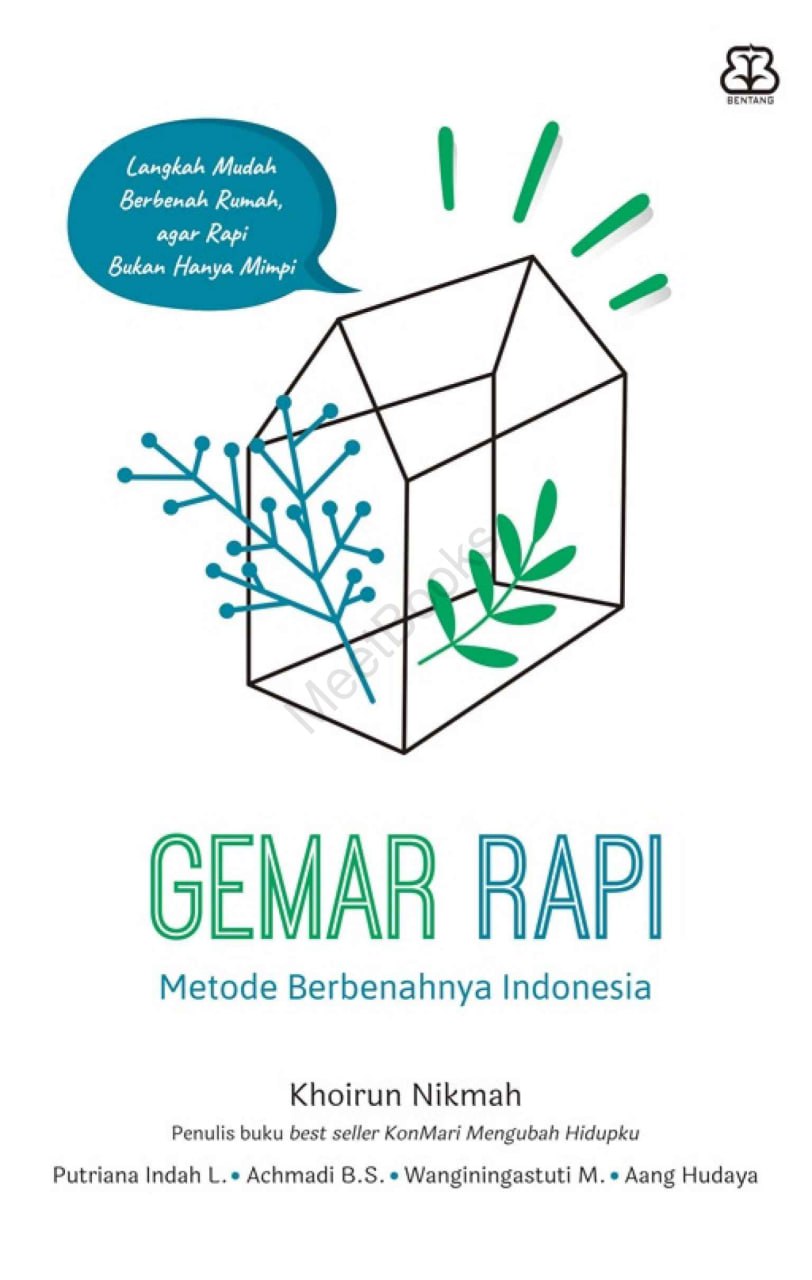 BENTANG
Langkah Mudah
Berbenah Rumah,
agar Rapi
Bukan Hanya Mimpi
MeetBooks
GEMAR RAPI
Metode Berbenahnya Indonesia
Khoirun Nikmah
Penulis buku best seller KonMari Mengubah Hidupku
Putriana Indah L. • Achmadi B.S. • Wanginingastuti M. • Aang Hudaya